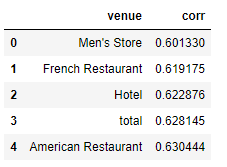 venue corr
0 Men's Store 0.601330
1 French Restaurant 0.619175
2 Hotel 0.622876
3 total 0.628145
4 American Restaurant 0.630444